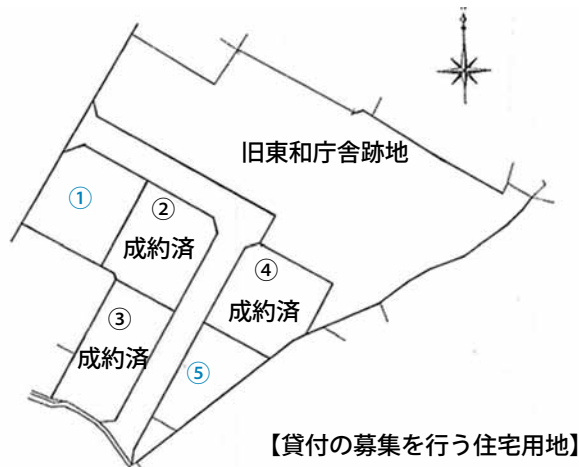 旧東和庁舎跡地
①
②
成約済
④
成約済
③
成約済
⑤
【貸付の募集を行う住宅用地】